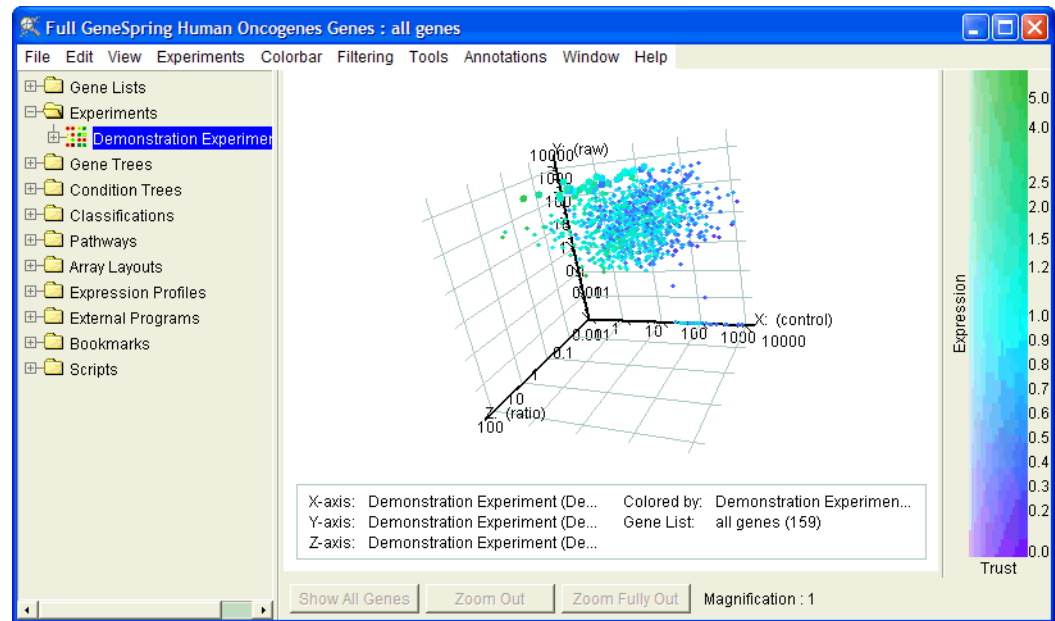 Full GeneSpring Human Oncogenes Genes : all genes
File Edit View Experiments Colorbar Filtering Tools Annotations Window Help
Gene Lists
Experiments
Demonstration Experimer
Gene Trees
Condition Trees
Classifications
Pathways
Array Layouts
Expression Profiles
External Programs
Bookmarks
Scripts
Y: (raw)
10000
1000
100
10
1
0.1
0.001
X: (control)
0.001 1 10 100 1000 10000
0.1
1
10
Z: (ratio)
100
X-axis: Demonstration Experiment (De...
Y-axis: Demonstration Experiment (De...
Z-axis: Demonstration Experiment (De...
Colored by: Demonstration Experimen...
Gene List: all genes (159)
Show All Genes Zoom Out Zoom Fully Out Magnification : 1
Expression
5.0
4.0
2.5
2.0
1.5
1.2
1.0
0.9
0.8
0.7
0.6
0.5
0.4
0.3
0.2
0.0
Trust